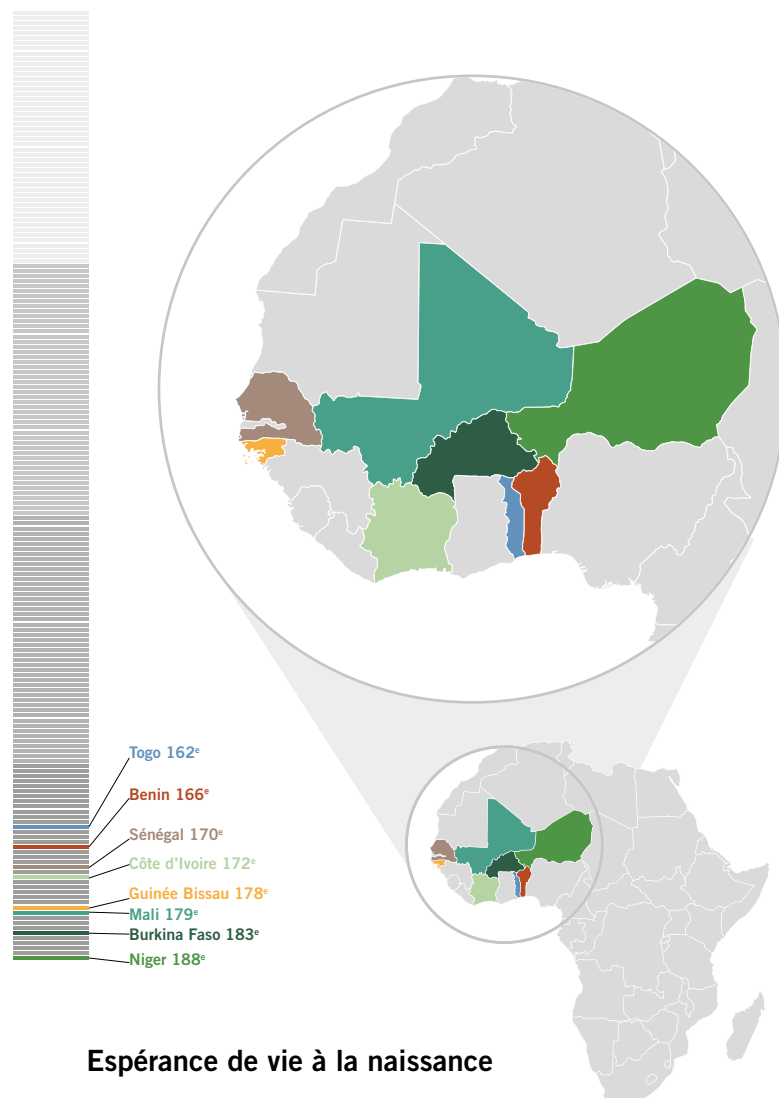 Togo 162ᵉ
Benin 166ᵉ
Sénégal 170ᵉ
Côte d'Ivoire 172ᵉ
Guinée Bissau 178ᵉ
Mali 179ᵉ
Burkina Faso 183ᵉ
Niger 188ᵉ
Espérance de vie à la naissance